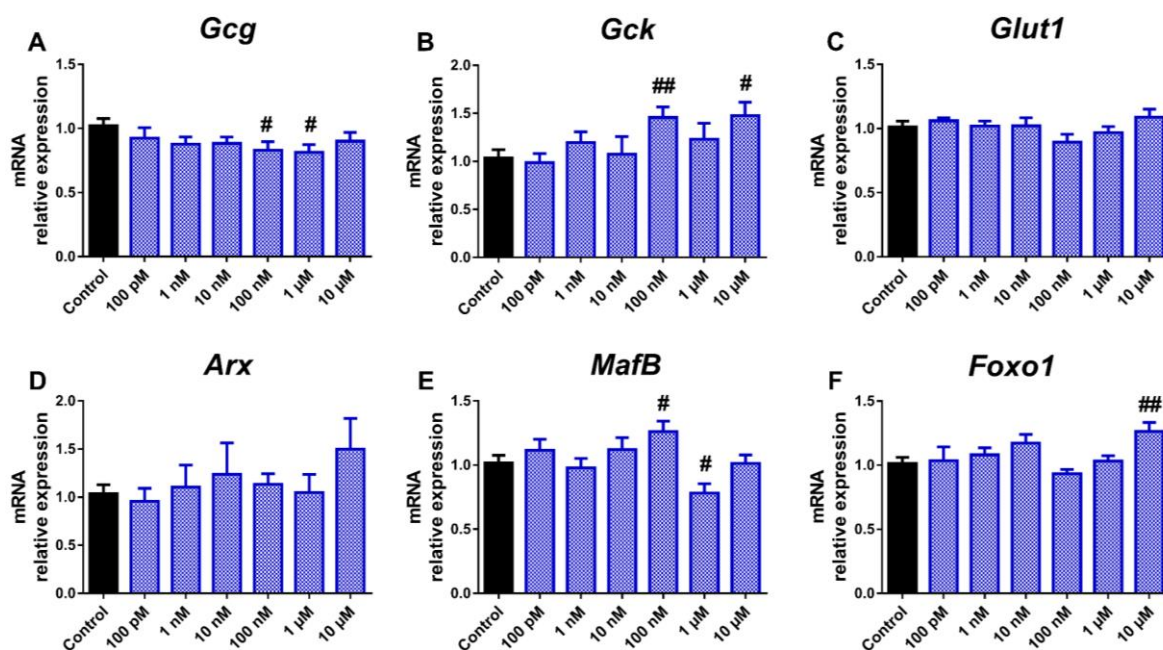 Gcg
Gck
Glut1
A
B
C
mRNA
relative expression
1.5
1.0
0.5
0.0
#
#
Control
100 pM
1 nM
10 nM
100 nM
1 µM
10 µM
mRNA
relative expression
2.0
1.5
1.0
0.5
0.0
##
#
Control
100 pM
1 nM
10 nM
100 nM
1 µM
10 µM
mRNA
relative expression
1.5
1.0
0.5
0.0
Control
100 pM
1 nM
10 nM
100 nM
1 µM
10 µM
Arx
MafB
Foxo1
D
E
F
mRNA
relative expression
2.0
1.5
1.0
0.5
0.0
Control
100 pM
1 nM
10 nM
100 nM
1 µM
10 µM
mRNA
relative expression
1.5
1.0
0.5
0.0
#
#
Control
100 pM
1 nM
10 nM
100 nM
1 µM
10 µM
mRNA
relative expression
1.5
1.0
0.5
0.0
##
Control
100 pM
1 nM
10 nM
100 nM
1 µM
10 µM